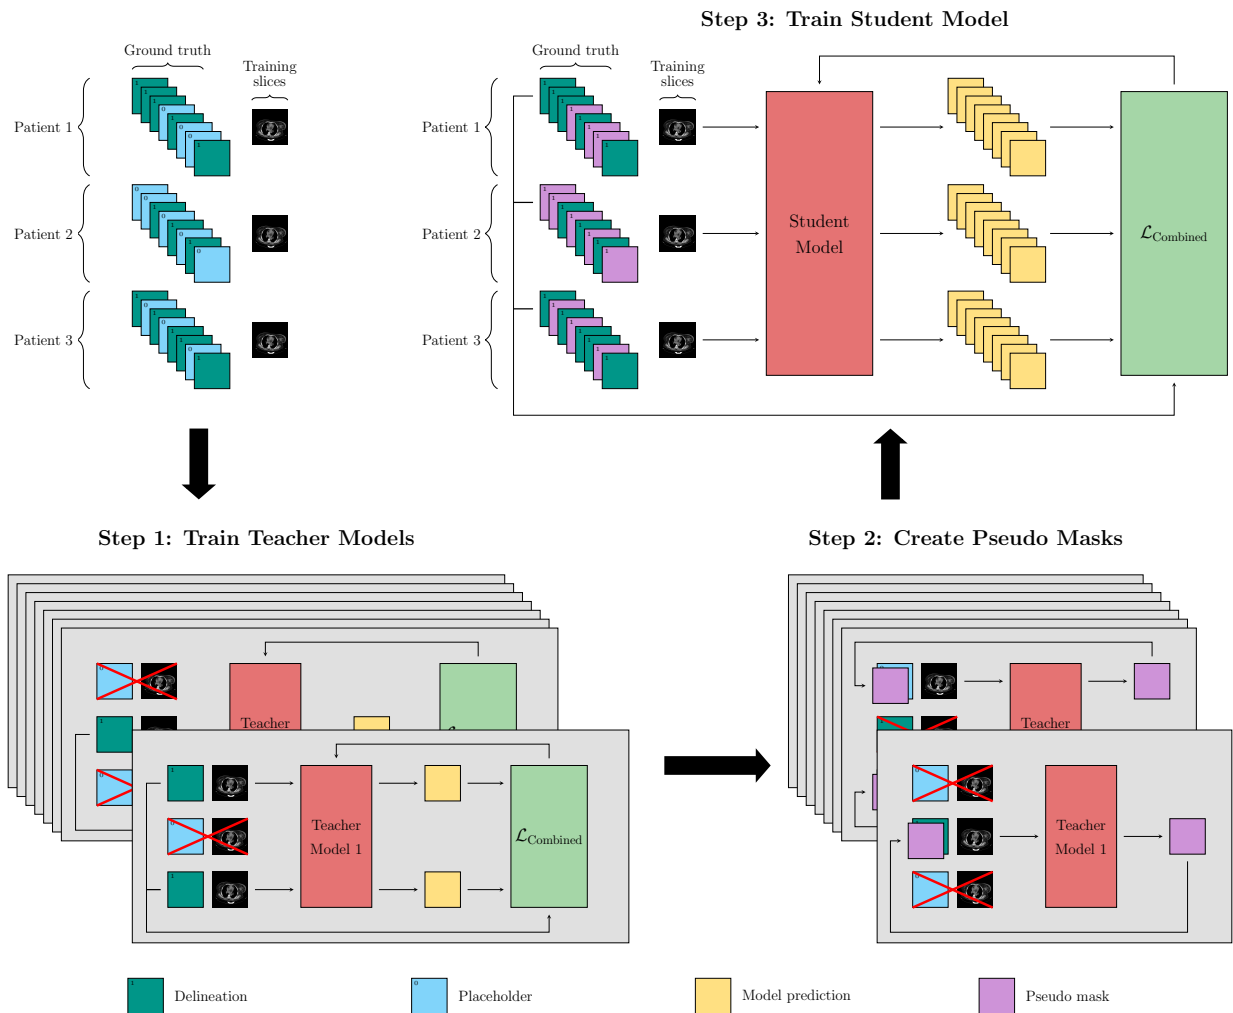 Step 3: Train Student Model
Ground truth
Training
slices
Patient 1
Patient 2
Patient 3
Ground truth
Training
slices
Patient 1
Patient 2
Patient 3
Student
Model
ℒCombined
Step 1: Train Teacher Models
Step 2: Create Pseudo Masks
Teacher
Teacher
Model 1
ℒCombined
Teacher
Teacher
Model 1
1 Delineation
0 Placeholder
Model prediction
Pseudo mask